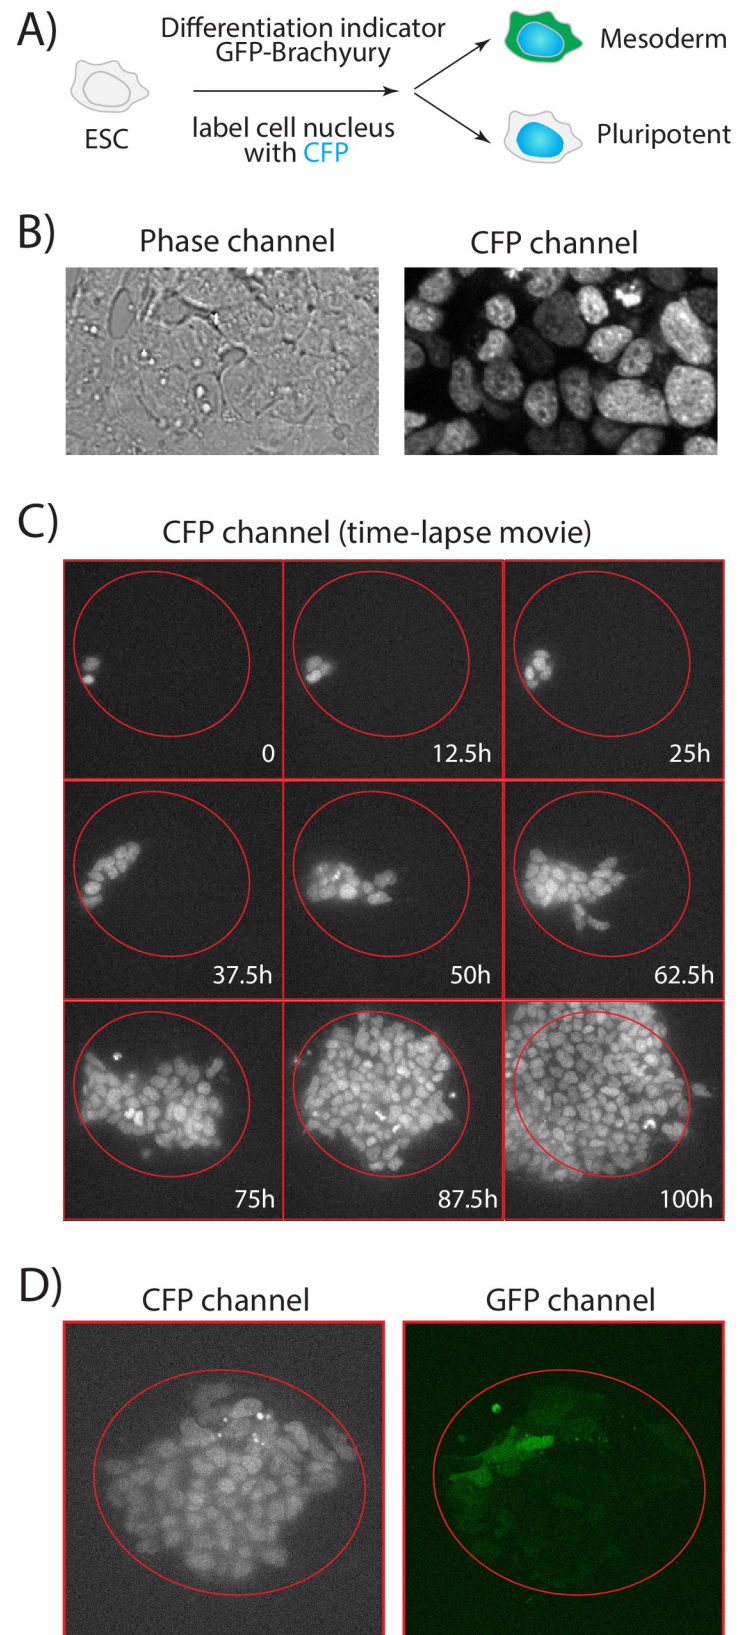 A)
Differentiation indicator
GFP-Brachyury
ESC
label cell nucleus
with CFP
Mesoderm
Pluripotent
B)
Phase channel
CFP channel
C)
CFP channel (time-lapse movie)
0
12.5h
25h
37.5h
50h
62.5h
75h
87.5h
100h
D)
CFP channel
GFP channel